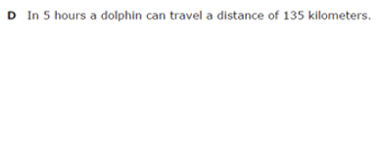 D In 5 hours a dolphin can travel a distance of 135 kilometers.